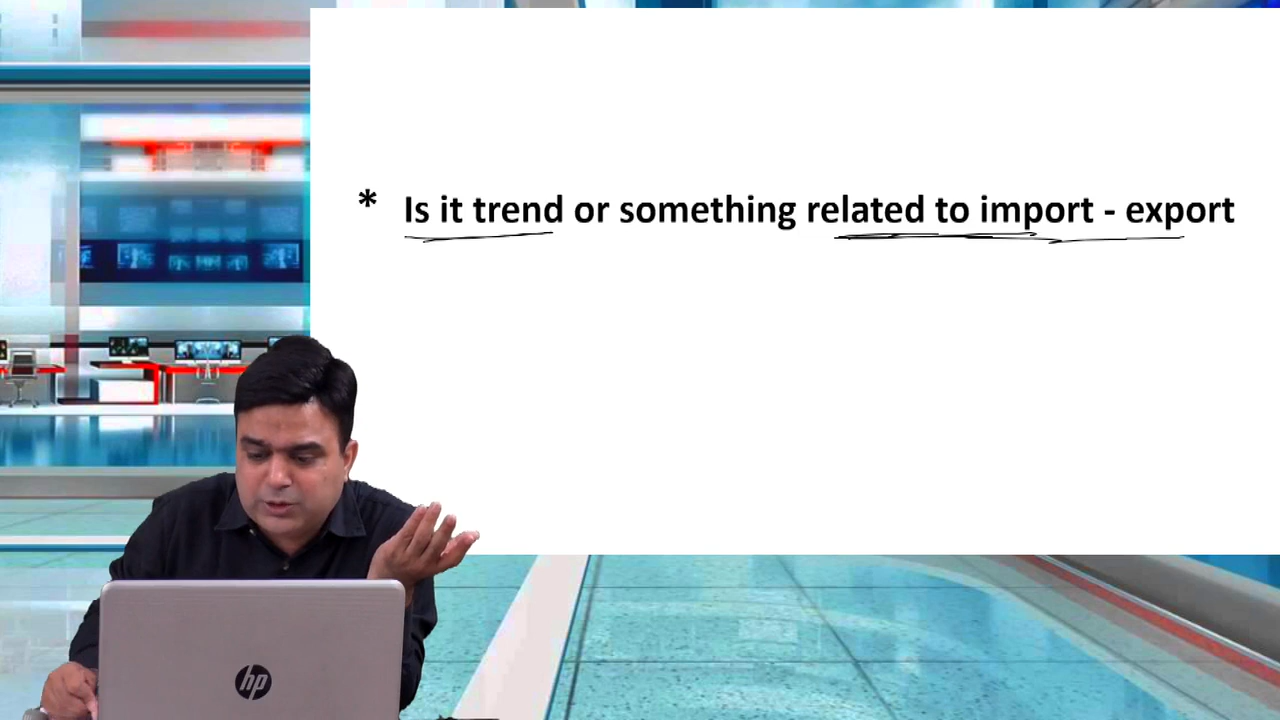 * Is it trend or something related to import - export
hp